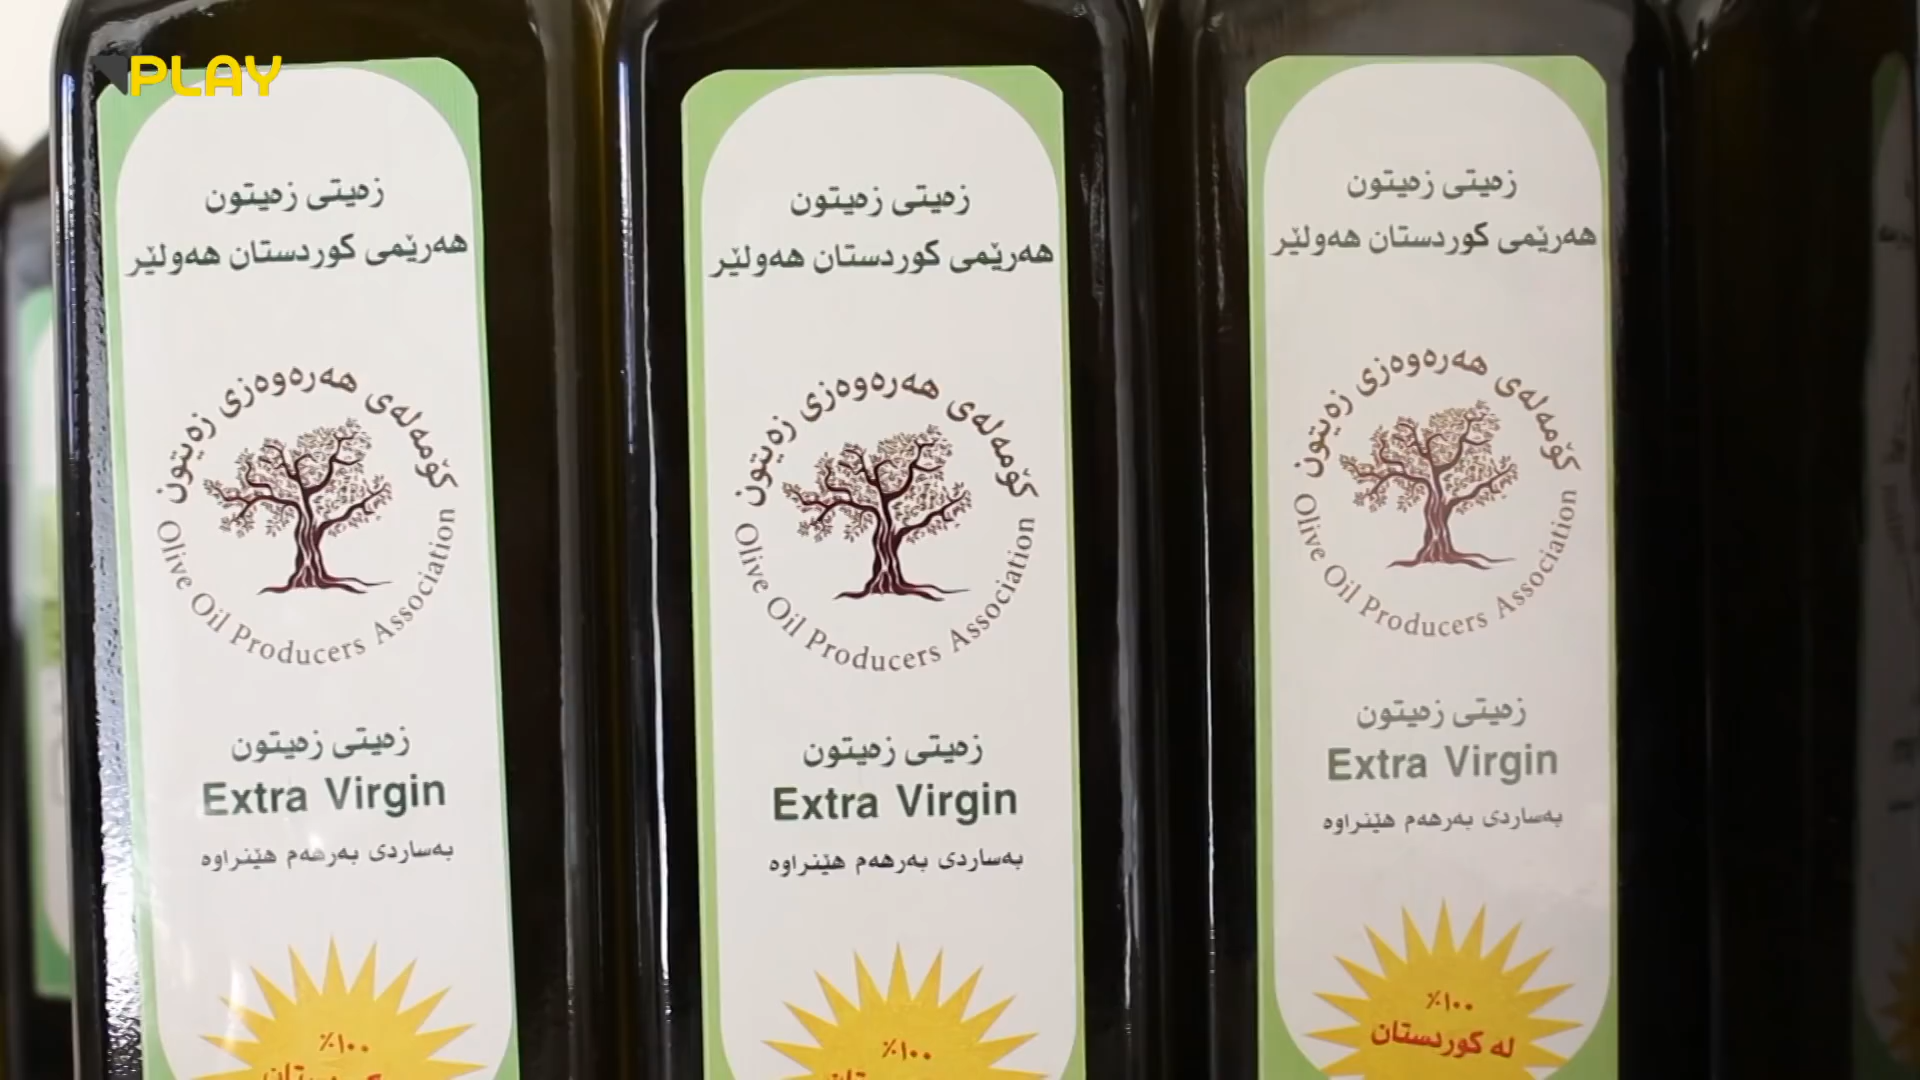 PLAY
زەیتی زەیتون
هەرێمی کوردستان هەولێر
کۆمەلەی هەرەوەزی زەیتون
Olive Oil Producers Association
زەیتی زەیتون
Extra Virgin
بەساردی بەرهەم هێنراوە
٪١٠٠
زەیتی زەیتون
هەرێمی کوردستان هەولێر
کۆمەلەی هەرەوەزی زەیتون
Olive Oil Producers Association
زەیتی زەیتون
Extra Virgin
بەساردی بەرهەم هێنراوە
٪١٠٠
زەیتی زەیتون
هەرێمی کوردستان هەولێر
کۆمەلەی هەرەوەزی زەیتون
Olive Oil Producers Association
زەیتی زەیتون
Extra Virgin
بەساردی بەرهەم هێنراوە
٪١٠٠
لە کوردستان